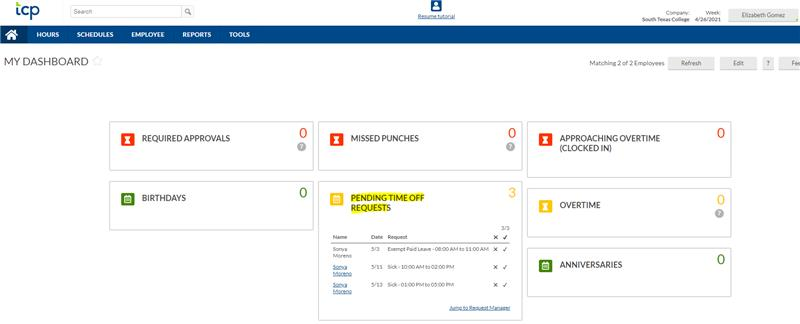 tcp
Search
Resume tutorial
Company:
South Texas College
Week:
4/26/2021
Elizabeth Gomez
HOURS SCHEDULES EMPLOYEE REPORTS TOOLS
MY DASHBOARD
Matching 2 of 2 Employees Refresh Edit ? Fee
REQUIRED APPROVALS 0
?
MISSED PUNCHES 0
?
APPROACHING OVERTIME 0
(CLOCKED IN)
BIRTHDAYS 0
PENDING TIME OFF 3
REQUESTS
3/3
Name Date Request × ✓
Sonya
Moreno
5/3 Exempt Paid Leave - 08:00 AM to 11:00 AM × ✓
Sonya
Moreno
5/11 Sick - 10:00 AM to 02:00 PM × ✓
Sonya
Moreno
5/13 Sick - 01:00 PM to 05:00 PM × ✓
Jump to Request Manager
OVERTIME 0
?
ANNIVERSARIES 0